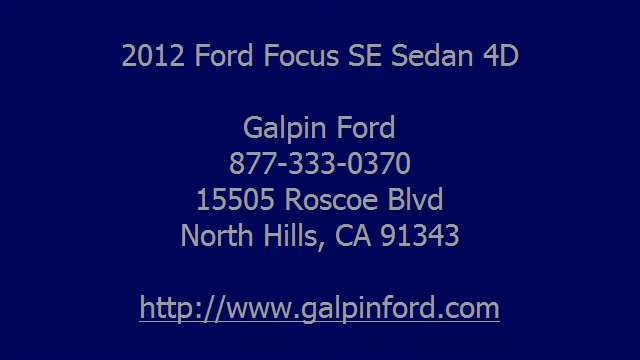 2012 Ford Focus SE Sedan 4D
Galpin Ford
877-333-0370
15505 Roscoe Blvd
North Hills, CA 91343
http://www.galpinford.com